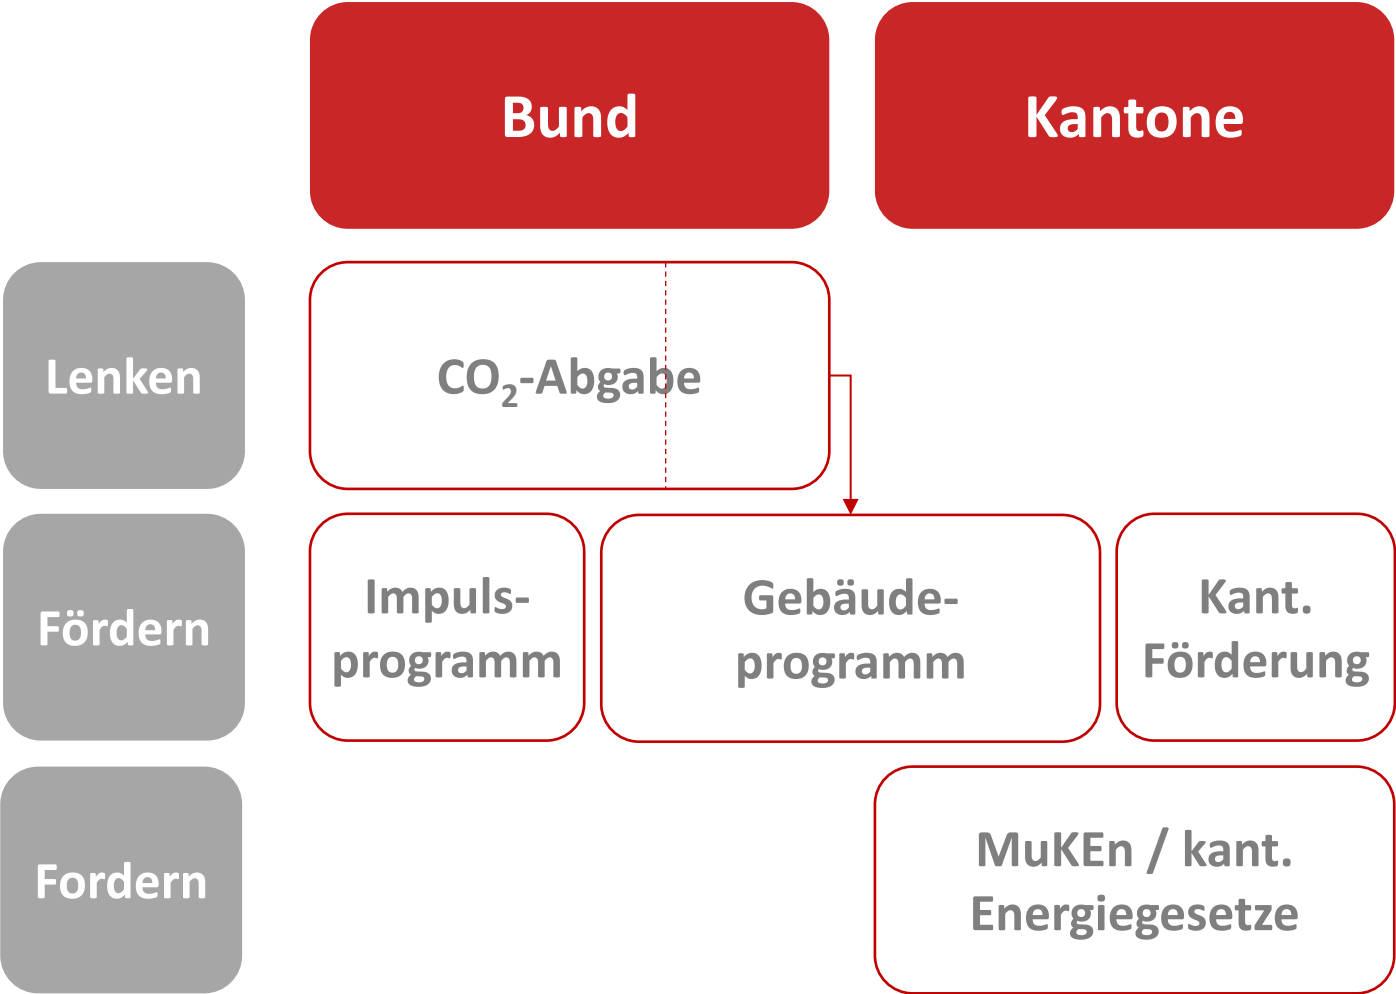 Bund
Kantone
Lenken
CO₂-Abgabe
Fördern
Impuls-
programm
Gebäude-
programm
Kant.
Förderung
Fordern
MuKEn / kant.
Energiegesetze